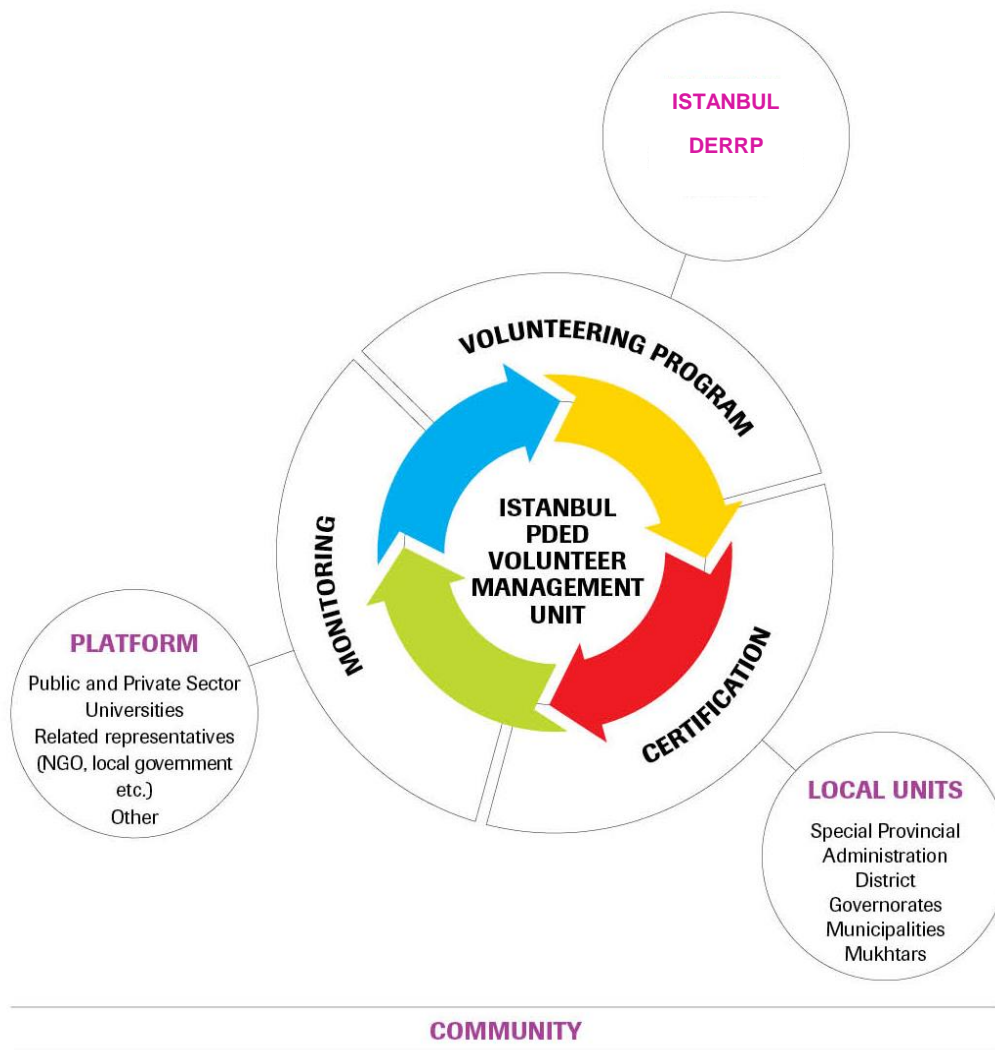 ISTANBUL
DERRP
VOLUNTEERING PROGRAM
ISTANBUL
PDED
VOLUNTEER
MANAGEMENT
UNIT
MONITORING
CERTIFICATION
PLATFORM
Public and Private Sector
Universities
Related representatives
(NGO, local government
etc.)
Other
LOCAL UNITS
Special Provincial
Administration
District
Governorates
Municipalities
Mukhtars
COMMUNITY